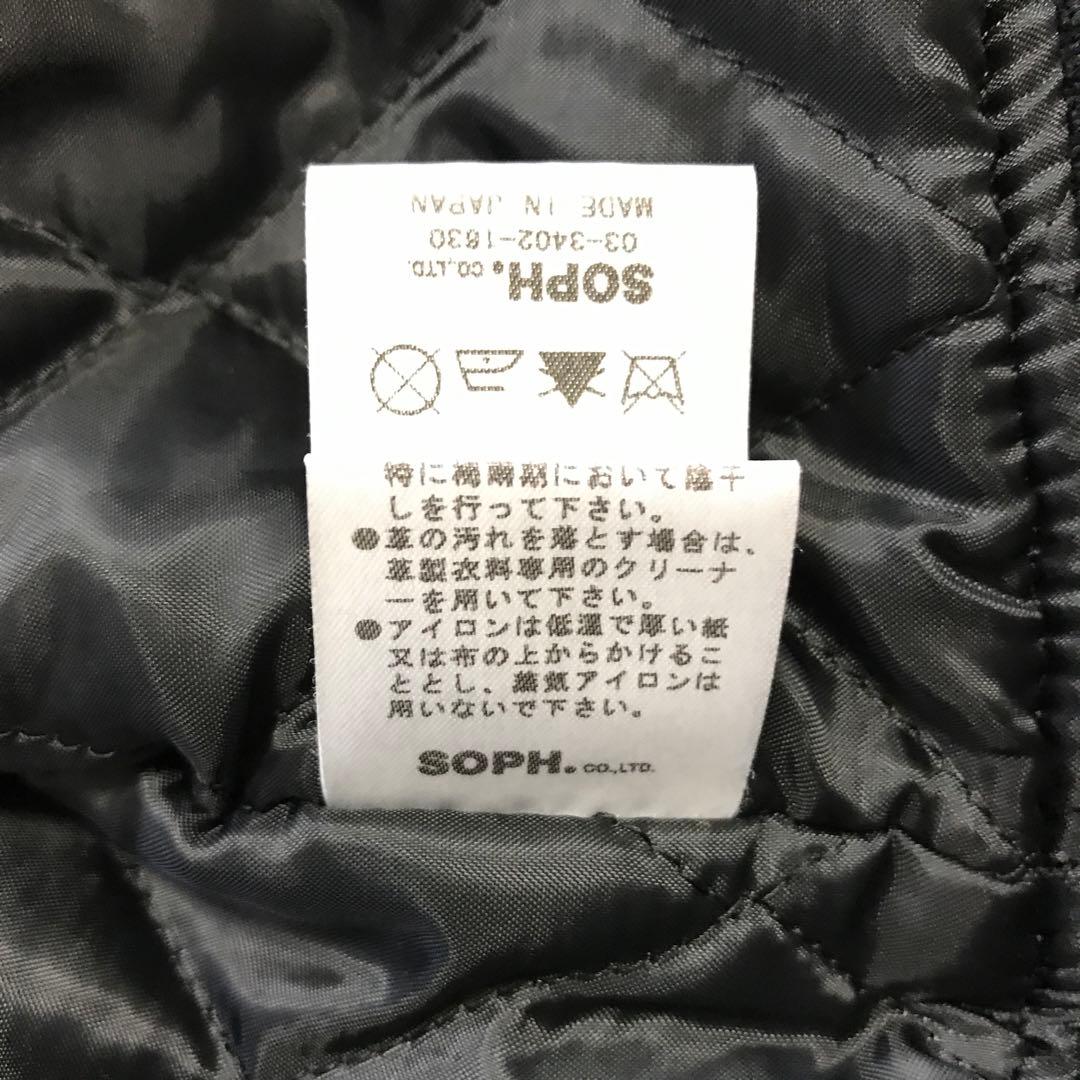 MADE IN JAPAN
03-3402-1630
SOPH.® CO.,LTD.
特に梅雨期において陰干
しを行って下さい。
●革の汚れを落とす場合は、
革製衣料専用のクリーナ
ーを用いて下さい。
●アイロンは低温で厚い紙
又は布の上からかけるこ
ととし、蒸気アイロンは
用いないで下さい。
SOPH.® CO.,LTD.